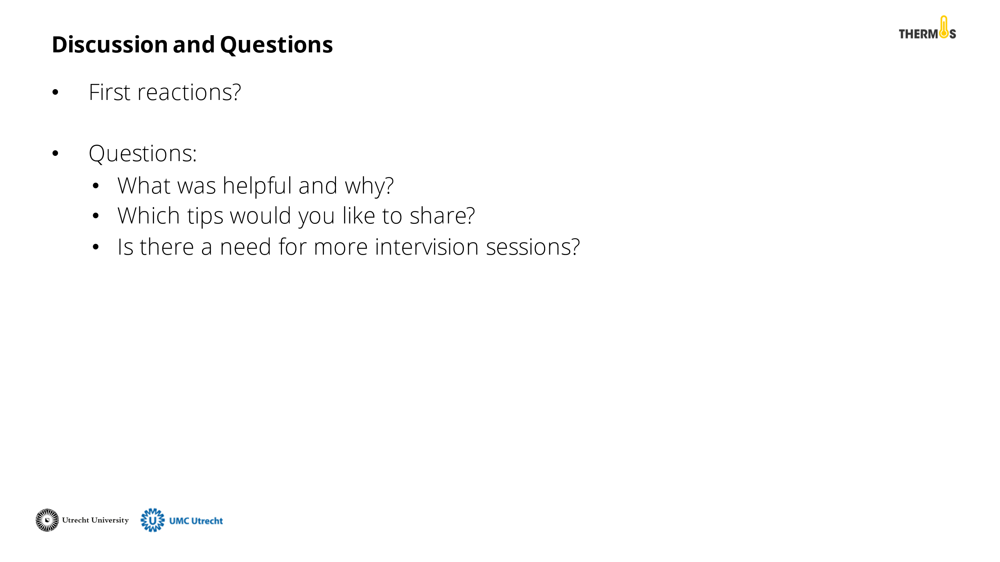 THERMOS
Discussion and Questions
• First reactions?
• Questions:
• What was helpful and why?
• Which tips would you like to share?
• Is there a need for more intervision sessions?
Utrecht University
U UMC Utrecht